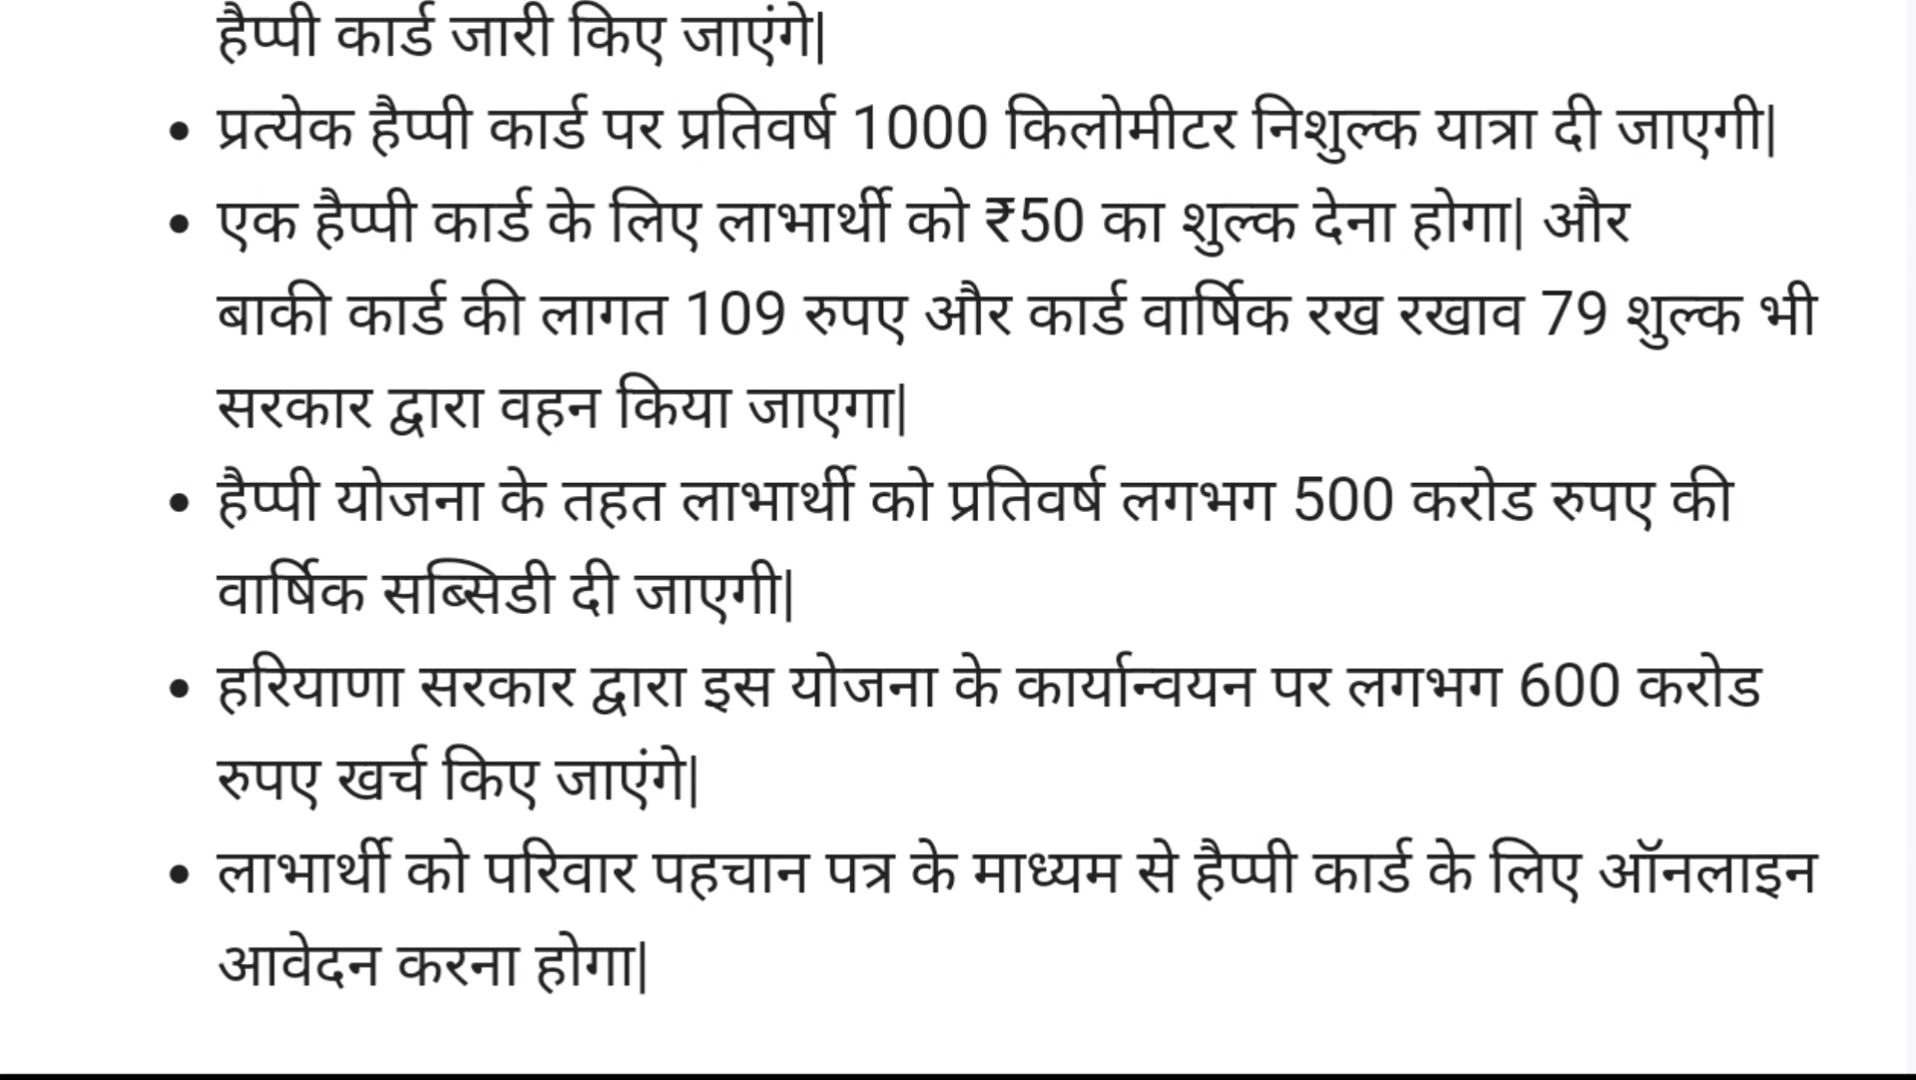 हैप्पी कार्ड जारी किए जाएंगे|
• प्रत्येक हैप्पी कार्ड पर प्रतिवर्ष 1000 किलोमीटर निशुल्क यात्रा दी जाएगी|
• एक हैप्पी कार्ड के लिए लाभार्थी को ₹50 का शुल्क देना होगा| और
बाकी कार्ड की लागत 109 रुपए और कार्ड वार्षिक रख रखाव 79 शुल्क भी
सरकार द्वारा वहन किया जाएगा|
• हैप्पी योजना के तहत लाभार्थी को प्रतिवर्ष लगभग 500 करोड रुपए की
वार्षिक सब्सिडी दी जाएगी|
• हरियाणा सरकार द्वारा इस योजना के कार्यान्वयन पर लगभग 600 करोड
रुपए खर्च किए जाएंगे|
• लाभार्थी को परिवार पहचान पत्र के माध्यम से हैप्पी कार्ड के लिए ऑनलाइन
आवेदन करना होगा|